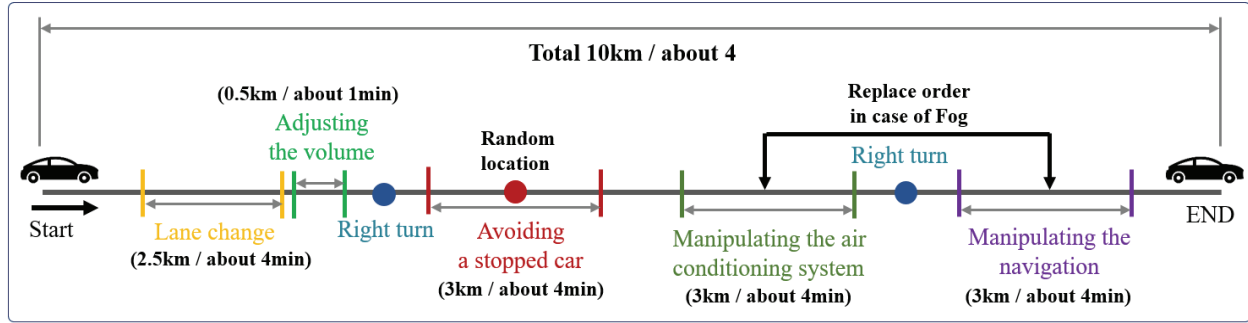 Total 10km / about 4
(0.5km / about 1min)
Adjusting
the volume
Random
location
Replace order
in case of Fog
Right turn
Start
Lane change
(2.5km / about 4min)
Right turn
Avoiding
a stopped car
(3km / about 4min)
Manipulating the air
conditioning system
(3km / about 4min)
Manipulating the
navigation
(3km / about 4min)
END